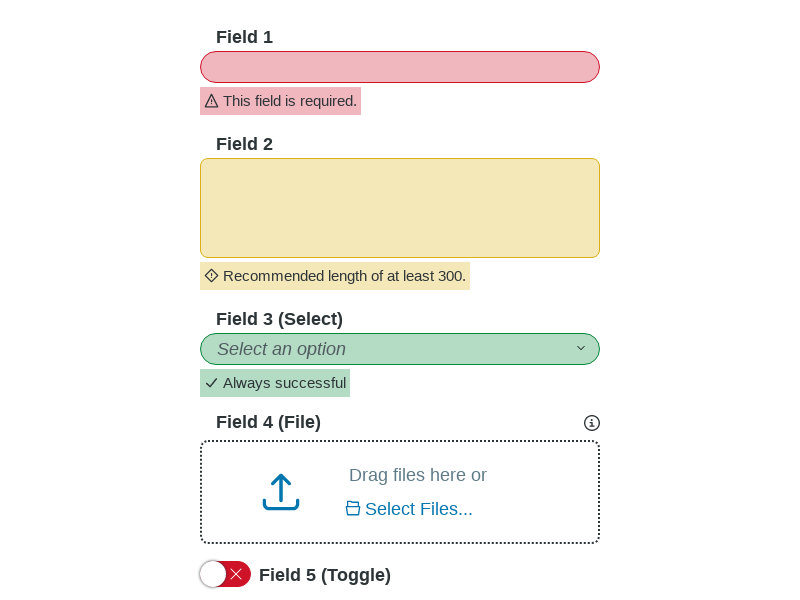 Field 1
This field is required.
Field 2
Recommended length of at least 300.
Field 3 (Select)
Select an option
Always successful
Field 4 (File)
Drag files here or
Select Files...
Field 5 (Toggle)